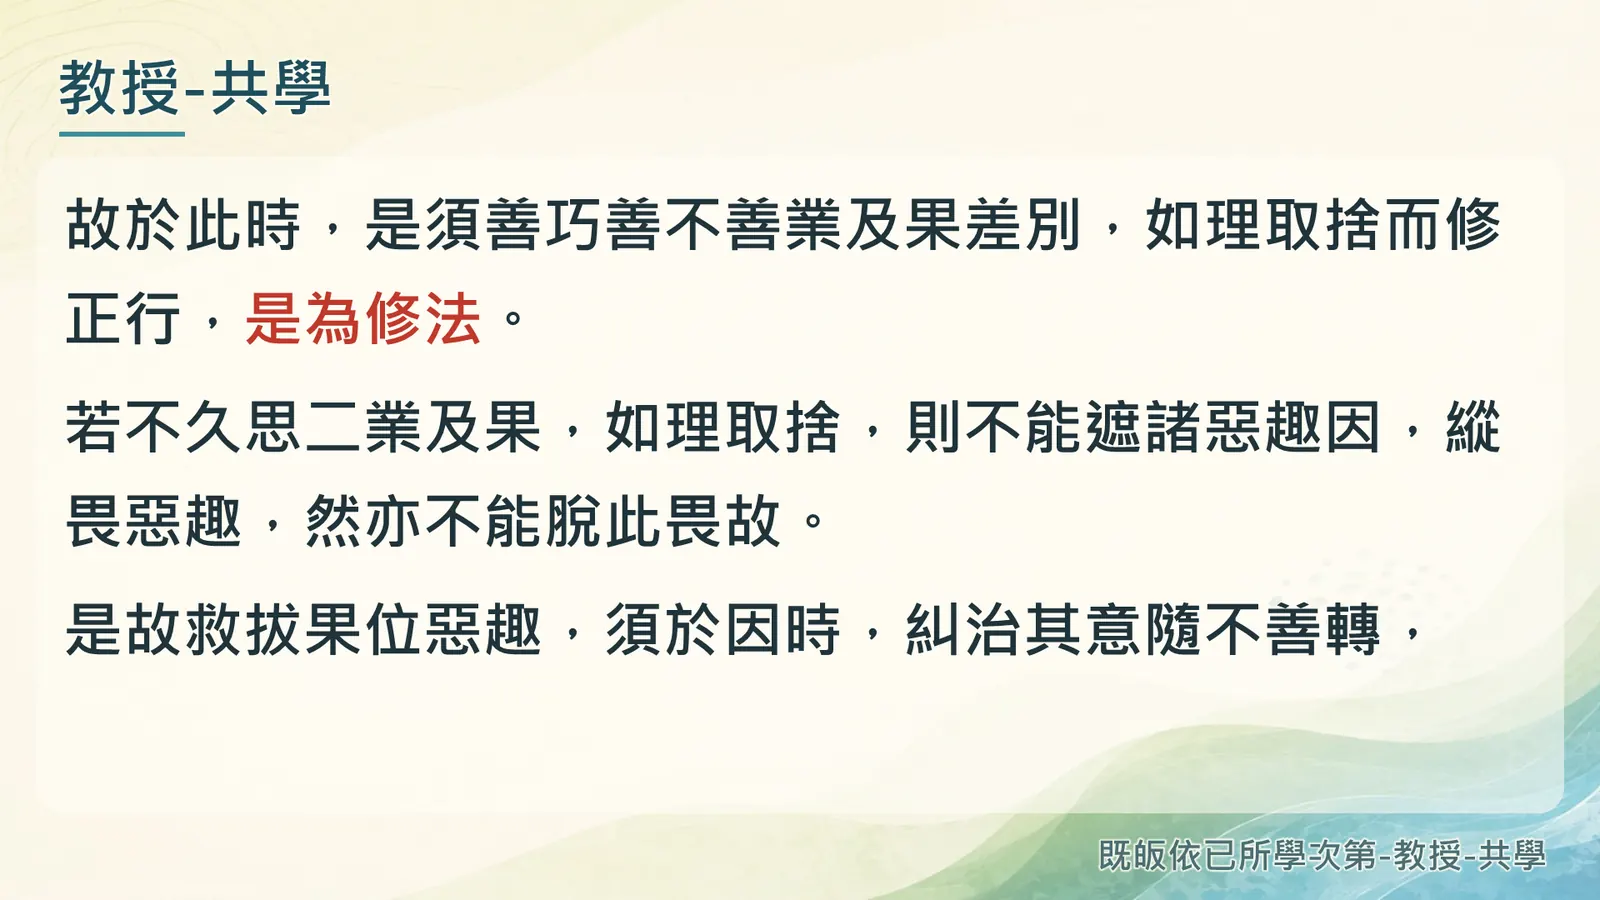 教授-共學
故於此時，是須善巧善不善業及果差別，如理取捨而修
正行，是為修法。
若不久思二業及果，如理取捨，則不能遮諸惡趣因，縱
畏惡趣，然亦不能脫此畏故。
是故救拔果位惡趣，須於因時，糾治其意隨不善轉，
既皈依已所學次第-教授-共學